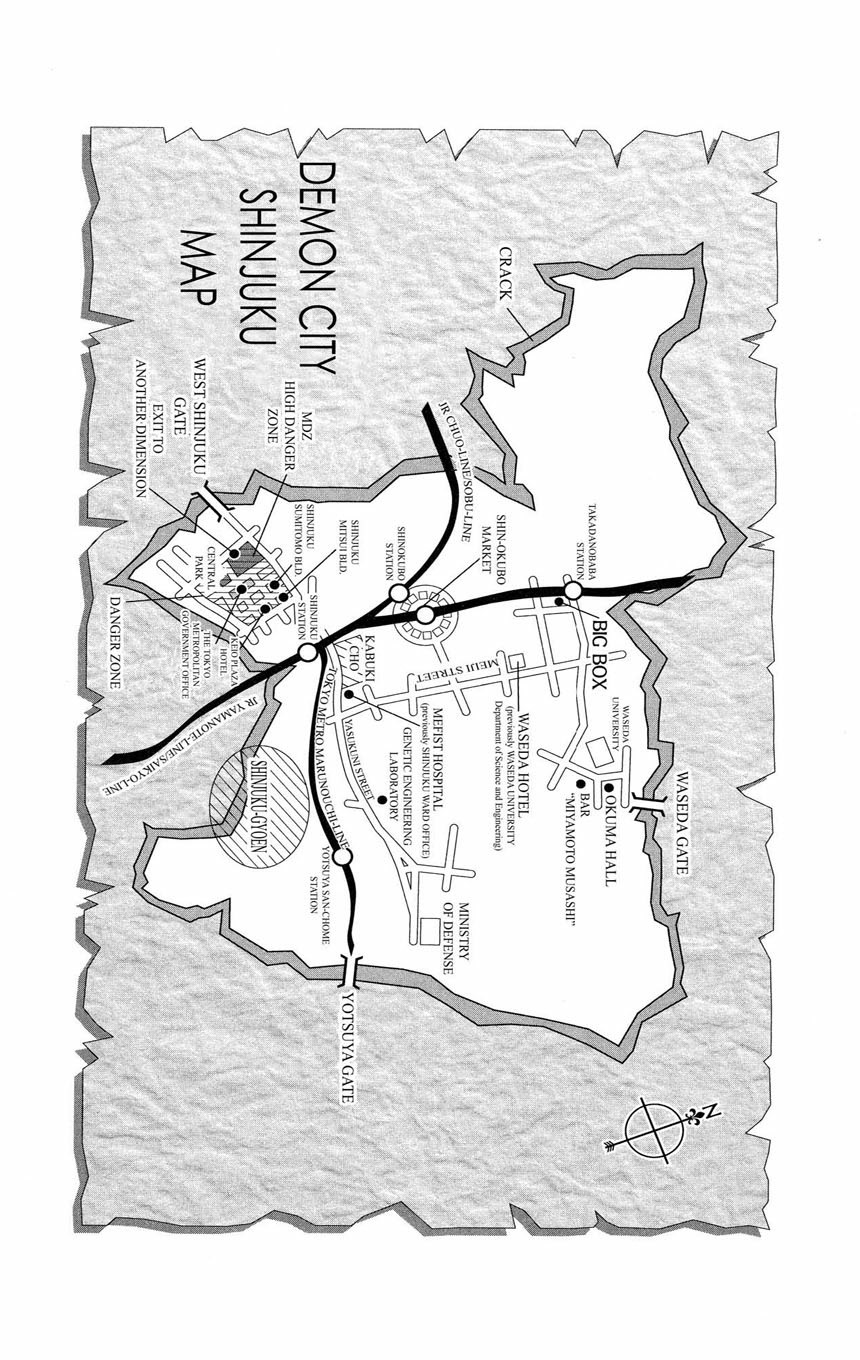 DEMON CITY
SHINJUKU
MAP
CRACK
JR CHUO-LINE/SOBU-LINE
TAKADANOBABA
STATION
BIG BOX
WASEDA
UNIVERSITY
WASEDA GATE
OKUMA HALL
BAR
"MIYAMOTO MUSASHI"
SHIN-OKUBO
MARKET
SHINOKUBO
STATION
MEIJI STREET
WASEDA HOTEL
(previously WASEDA UNIVERSITY
Department of Science and Engineering)
KABUKI
CHO
MEFIST HOSPITAL
(previously SHINJUKU WARD OFFICE)
GENETIC ENGINEERING
LABORATORY
MINISTRY
OF DEFENSE
YASUKUNI STREET
TOKYO METRO MARUNOUCHI-LINE
YOTSUYA SAN-CHOME
STATION
YOTSUYA GATE
SHINJUKU
MITSUI BLD.
SHINJUKU
SUMITOMO BLD.
SHINJUKU
STATION
MDZ
HIGH DANGER
ZONE
WEST SHINJUKU
GATE
EXIT TO
ANOTHER DIMENSION
CENTRAL
PARK
KEIO PLAZA
HOTEL
THE TOKYO
METROPOLITAN
GOVERNMENT OFFICE
DANGER ZONE
JR YAMANOTE-LINE/SAIKYO-LINE
SHINJUKU-GYOEN
N